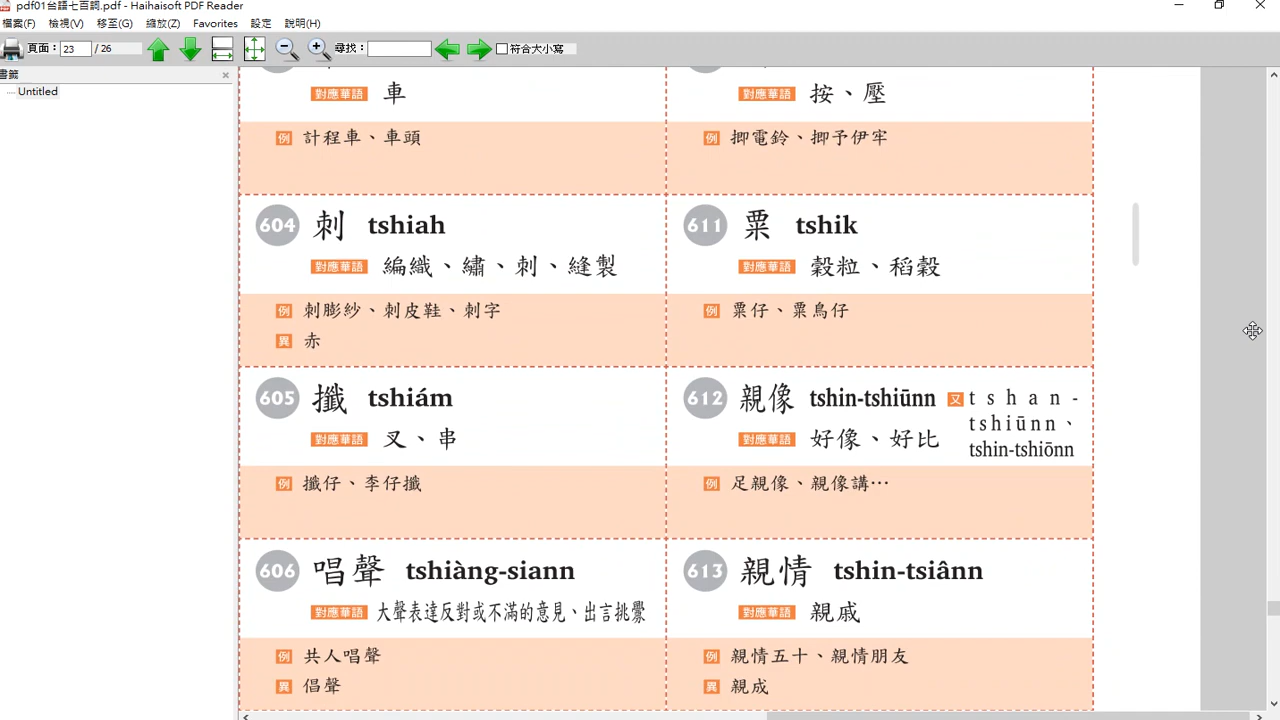 pdf01台語七百詞.pdf - Haihaisoft PDF Reader
檔案(F) 檢視(V) 移至(G) 縮放(Z) Favorites 設定 說明(H)
頁面： 23 / 26 尋找： 符合大小寫
書籤
Untitled
對應華語 車
例 計程車、車頭
604 刺 tshiah
對應華語 編織、繡、刺、縫製
例 刺膨紗、刺皮鞋、刺字
異 赤
605 攕 tshiám
對應華語 叉、串
例 攕仔、李仔攕
606 唱聲 tshiàng-siann
對應華語 大聲表達反對或不滿的意見、出言挑釁
例 共人唱聲
異 倡聲
對應華語 按、壓
例 揤電鈴、揤予伊牢
611 粟 tshik
對應華語 穀粒、稻穀
例 粟仔、粟鳥仔
612 親像 tshin-tshiūnn 又 tshan-
tshiūnn、
tshin-tshiōnn
對應華語 好像、好比
例 足親像、親像講…
613 親情 tshin-tsiânn
對應華語 親戚
例 親情五十、親情朋友
異 親成